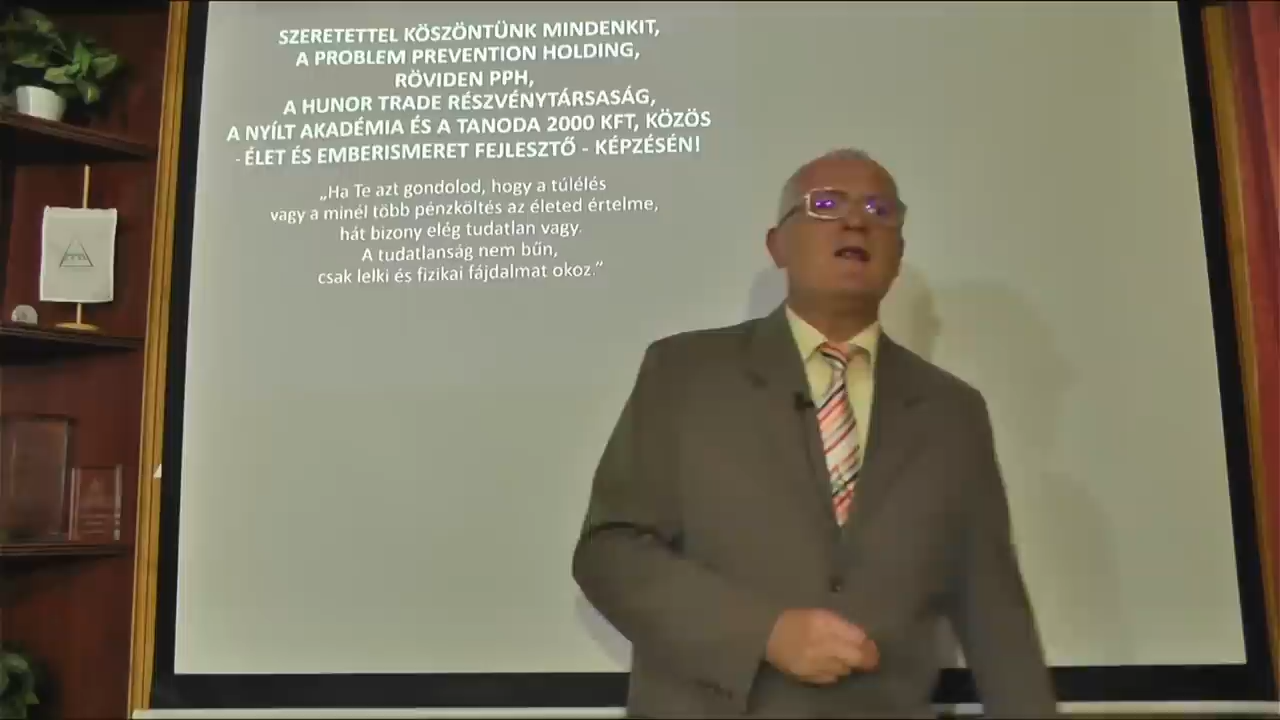 SZERETETTEL KÖSZÖNTÜNK MINDENKIT,
A PROBLEM PREVENTION HOLDING,
RÖVIDEN PPH,
A HUNOR TRADE RÉSZVÉNYTÁRSASÁG,
A NYÍLT AKADÉMIA ÉS A TANODA 2000 KFT, KÖZÖS
- ÉLET ÉS EMBERISMERET FEJLESZTŐ - KÉPZÉSÉN!
„Ha Te azt gondolod, hogy a túlélés
vagy a minél több pénzköltés az életed értelme,
hát bizony elég tudatlan vagy.
A tudatlanság nem bűn,
csak lelki és fizikai fájdalmat okoz.”